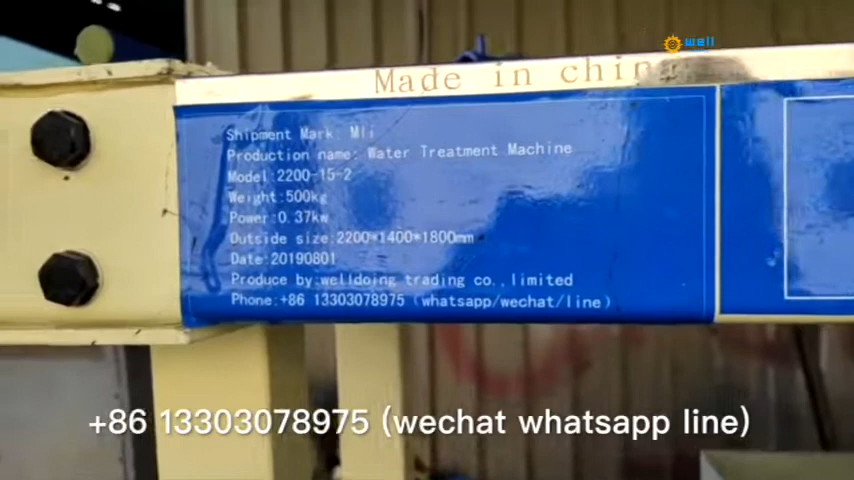 well
Made in china
Shipment Mark: Mli
Production name: Water Treatment Machine
Model:2200-15-2
Weight:500kg
Power:0.37kw
Outside size:2200*1400*1800mm
Date:20190801
Produce by:welldoing trading co.,limited
Phone:+86 13303078975 (whatsapp/wechat/line)
+86 13303078975 (wechat whatsapp line)